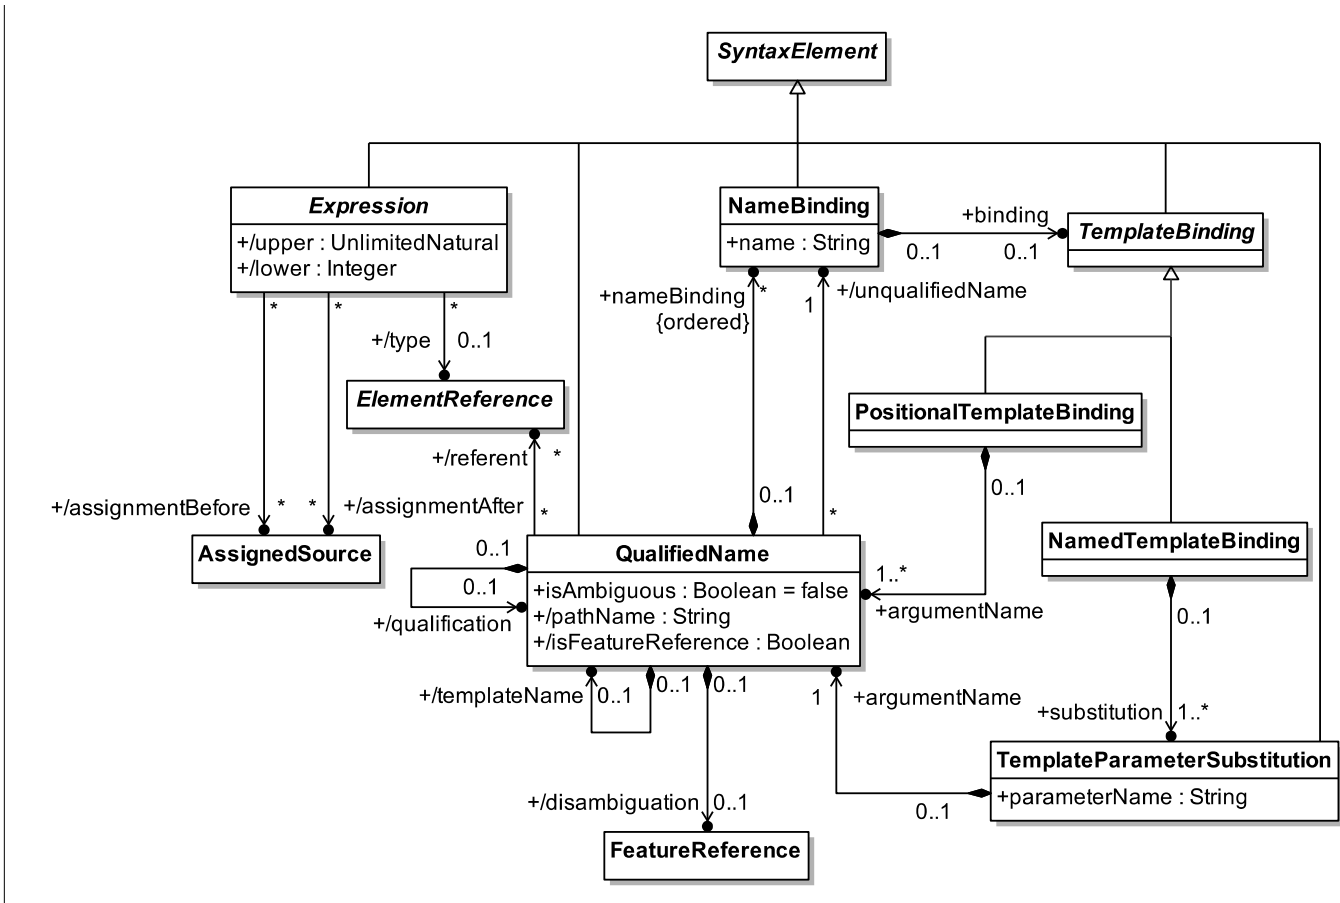 SyntaxElement
Expression
+/upper : UnlimitedNatural
+/lower : Integer
NameBinding
+name : String
+binding
0..1
0..1
TemplateBinding
*
*
*
+/type
0..1
+nameBinding
{ordered}
*
1
+/unqualifiedName
ElementReference
PositionalTemplateBinding
+/referent
*
0..1
0..1
+/assignmentBefore
*
*
+/assignmentAfter
*
*
AssignedSource
0..1
0..1
+/qualification
QualifiedName
+isAmbiguous : Boolean = false
+/pathName : String
+/isFeatureReference : Boolean
1..*
+argumentName
NamedTemplateBinding
0..1
+/templateName
0..1
0..1
0..1
1
+argumentName
+substitution
1..*
TemplateParameterSubstitution
+parameterName : String
0..1
+/disambiguation
0..1
FeatureReference